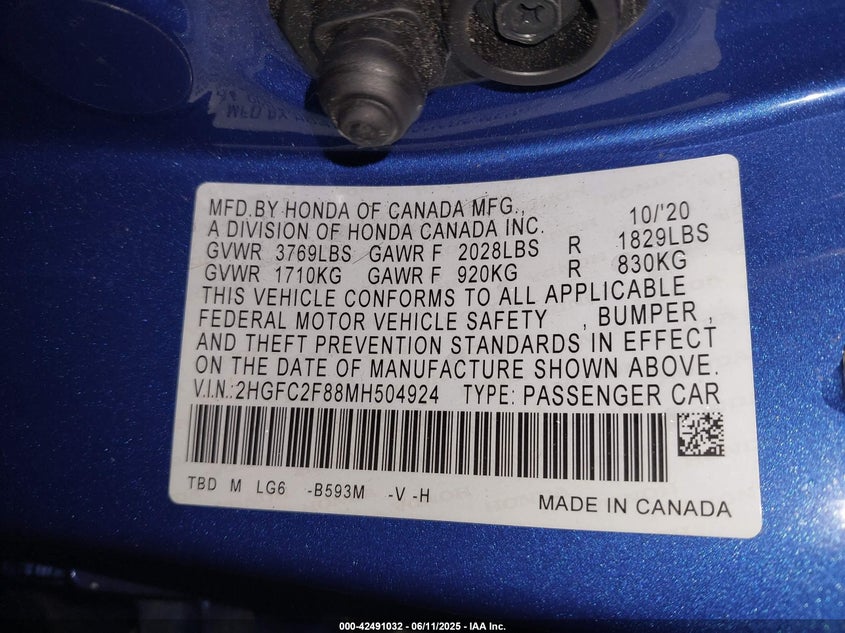 MFD.BY HONDA OF CANADA MFG., 10/'20
A DIVISION OF HONDA CANADA INC.
GVWR 3769LBS GAWR F 2028LBS R 1829LBS
GVWR 1710KG GAWR F 920KG R 830KG
THIS VEHICLE CONFORMS TO ALL APPLICABLE
FEDERAL MOTOR VEHICLE SAFETY , BUMPER ,
AND THEFT PREVENTION STANDARDS IN EFFECT
ON THE DATE OF MANUFACTURE SHOWN ABOVE.
V.I.N.:2HGFC2F88MH504924 TYPE: PASSENGER CAR
TBD M LG6 -B593M -V -H
MADE IN CANADA
000-42491032 - 06/11/2025 - IAA Inc.